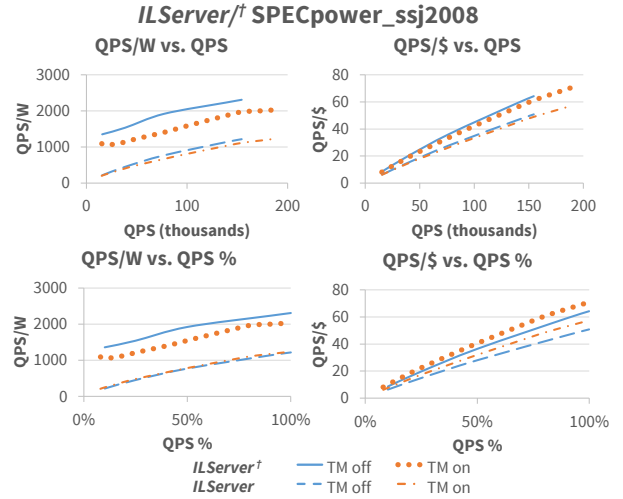 ILServer/† SPECpower_ssj2008
QPS/W vs. QPS
QPS/$ vs. QPS
3000
2000
1000
0
QPS/W
0 100 200
QPS (thousands)
80
60
40
20
0
QPS/$
0 50 100 150 200
QPS (thousands)
QPS/W vs. QPS %
QPS/$ vs. QPS %
3000
2000
1000
0
QPS/W
0% 50% 100%
QPS %
80
60
40
20
0
QPS/$
0% 50% 100%
QPS %
ILServer† TM off TM on
ILServer TM off TM on